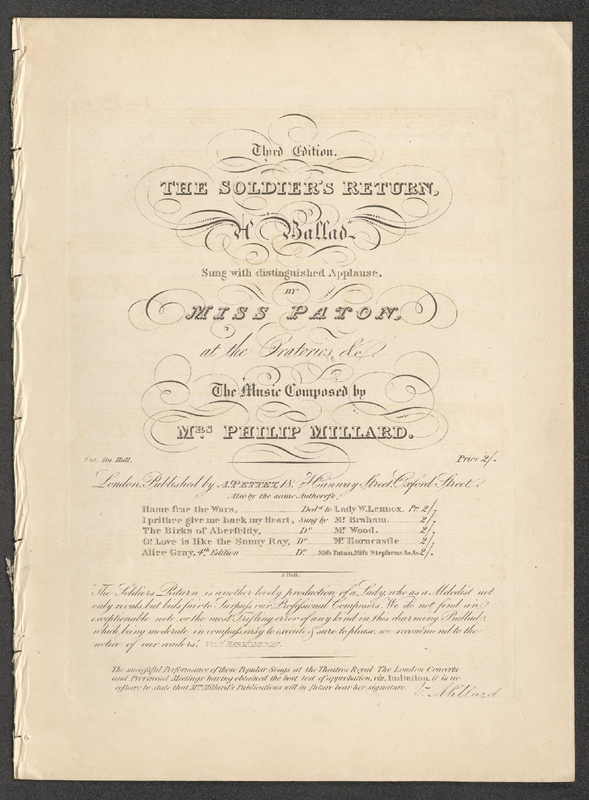 Third Edition.
THE SOLDIER'S RETURN,
A Ballad.
Sung with distinguished Applause,
BY
MISS PATON,
at the Oratorios, &c.
The Music Composed by
MRS PHILIP MILLARD.
Ent. Sta. Hall. Price 2/-
London, Published by A. PETTET, 18, Hannway Street, Oxford Street.
Also by the same Authoress,
Hame frae the Wars, Dedd. to Lady W. Lennox. Pr. 2/-
I prithee give me back my Heart, Sung by Mr. Braham. 2/-
The Birks of Aberfeldy, Do. Mr. Wood. 2/-
O! Love is like the Sunny Ray, Do. Mr. Horncastle 2/-
Alice Gray. 4th Edition Do. Miss Paton, Miss Stephens &c. &c. 2/-
The Soldiers Return is another lovely production of a Lady, who as a Melodist not
only rivals, but bids fair to Surpass our Professional Composers. We do not find an
exceptionable note, or the most Trifling error of any kind in this charming Ballad;
which being moderate in compass, easy to execute, & sure to please, we recommend to the
notice of our readers.
The successful Performance of these Popular Songs at the Theatres Royal The London Concerts
and Provincial Meetings having obtained the best test of approbation, viz. Imitation, it is ne-
cessary to state that Mrs. Millard's Publications will in future bear her signature. V. Millard